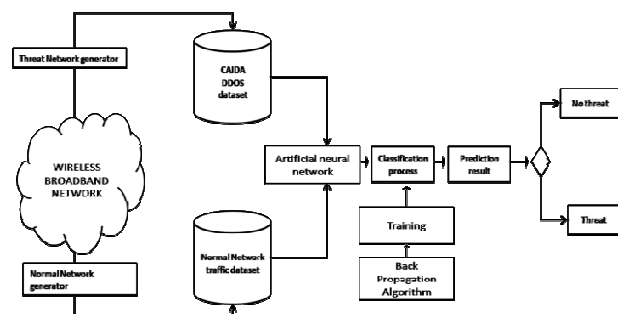 Threat Network generator
CAIDA
DDOS
dataset
No threat
WIRELESS
BROADBAND
NETWORK
Artificial neural
network
Classification
process
Prediction
result
Training
Threat
Normal Network
traffic dataset
Normal Network
generator
Back
Propagation
Algorithm